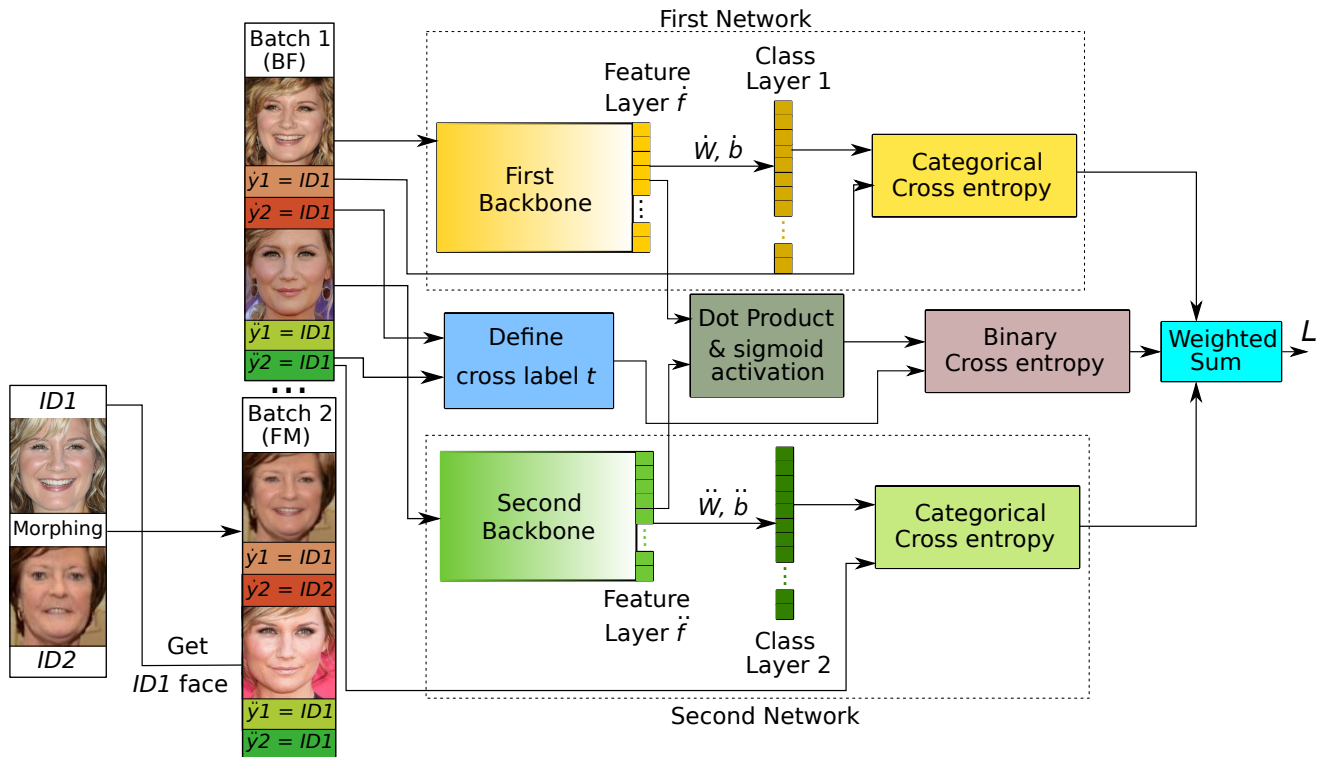 First Network
Batch 1
(BF)
ẏ1 = ID1
ẏ2 = ID1
ÿ1 = ID1
ÿ2 = ID1
...
Feature
Layer ḟ
Class
Layer 1
First
Backbone
Ẇ, ḃ
Categorical
Cross entropy
Define
cross label t
Dot Product
& sigmoid
activation
Binary
Cross entropy
Weighted
Sum
L
ID1
Morphing
ID2
Get
ID1 face
Batch 2
(FM)
ẏ1 = ID1
ẏ2 = ID2
ÿ1 = ID1
ÿ2 = ID1
Second
Backbone
Ẅ, b̈
Categorical
Cross entropy
Feature
Layer f̈
Class
Layer 2
Second Network